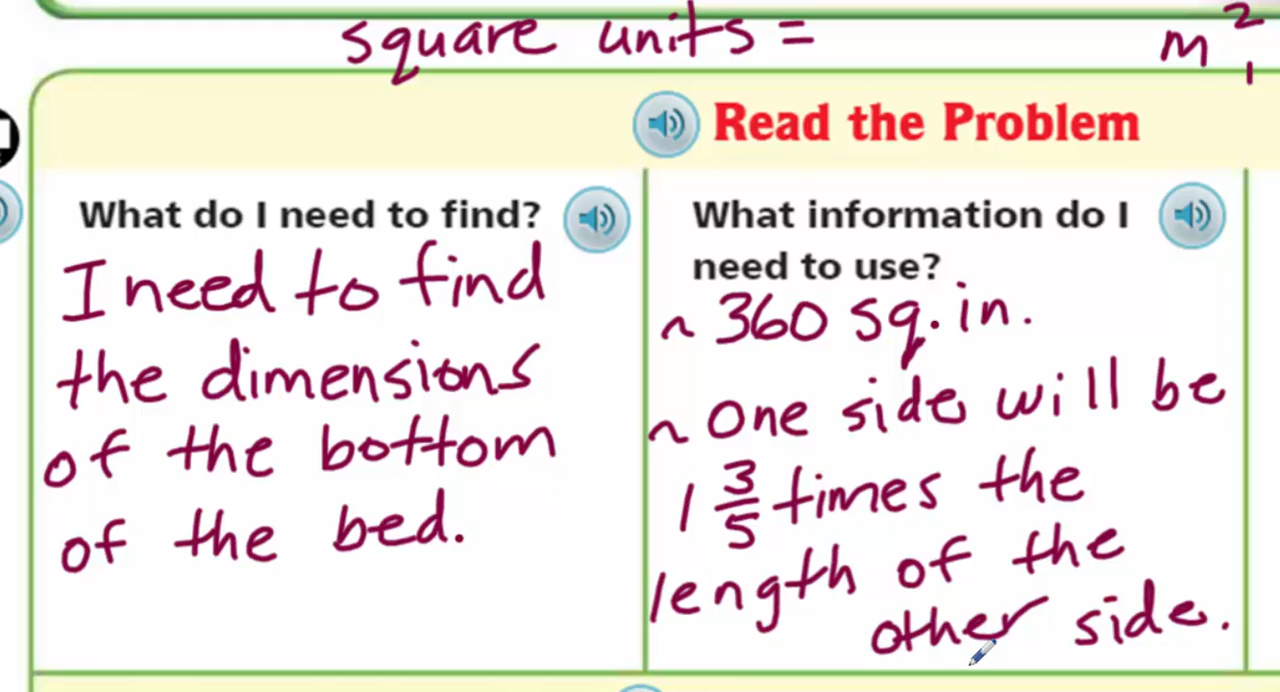 square units = m²,
Read the Problem
What do I need to find?
I need to find
the dimensions
of the bottom
of the bed.
What information do I
need to use?
~ 360 sq. in.
~ one side will be
1 3/5 times the
length of the
other side.